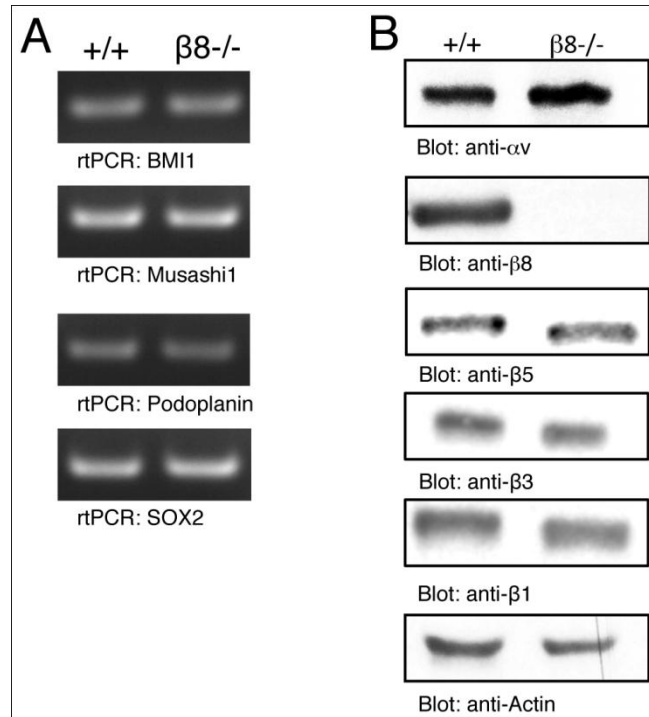 A
+/+ β8-/-
rtPCR: BMI1
rtPCR: Musashi1
rtPCR: Podoplanin
rtPCR: SOX2
B
+/+ β8-/-
Blot: anti-αv
Blot: anti-β8
Blot: anti-β5
Blot: anti-β3
Blot: anti-β1
Blot: anti-Actin